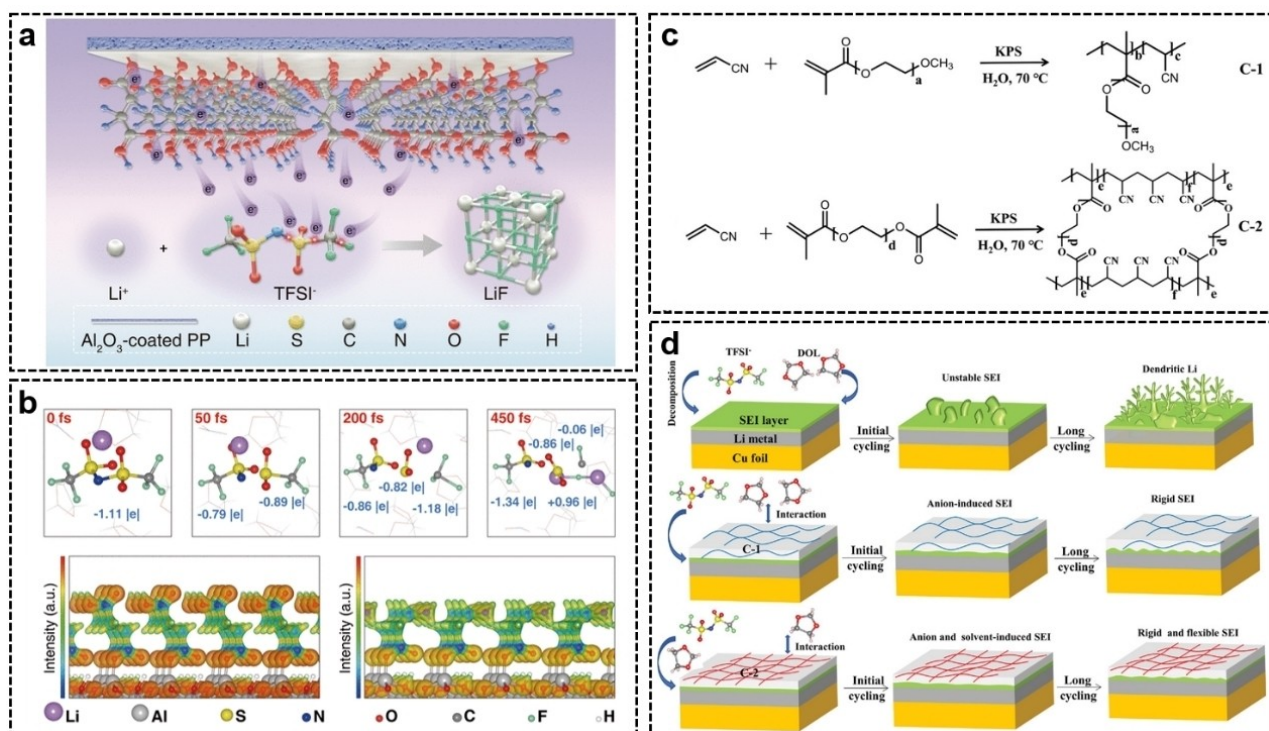 a
e⁻ e⁻
e⁻ e⁻
e⁻
e⁻ e⁻ e⁻ e⁻
e⁻ e⁻ e⁻
+
Li⁺ TFSI⁻ LiF
Al₂O₃-coated PP Li S C N O F H
b
0 fs 50 fs 200 fs 450 fs
-1.11 |e|
-0.79 |e| -0.89 |e|
-0.82 |e|
-0.86 |e| -1.18 |e|
-0.06 |e|
-0.86 |e|
-1.34 |e| +0.96 |e|
Intensity (a.u.) Intensity (a.u.)
Li Al S N O C F H
c
CN + O O a OCH₃ KPS H₂O, 70 °C b c CN O O OCH₃ C-1
CN + O O d O O KPS H₂O, 70 °C C-2
e CN CN CN f e
O O O O
d d
O O O O
e CN CN CN f e
d
TFSI⁻ DOL
Decomposition
SEI layer
Li metal
Cu foil
Initial cycling
Unstable SEI
Long cycling
Dendritic Li
Interaction
C-1
Initial cycling
Anion-induced SEI
Long cycling
Rigid SEI
Interaction
C-2
Initial cycling
Anion and solvent-induced SEI
Long cycling
Rigid and flexible SEI